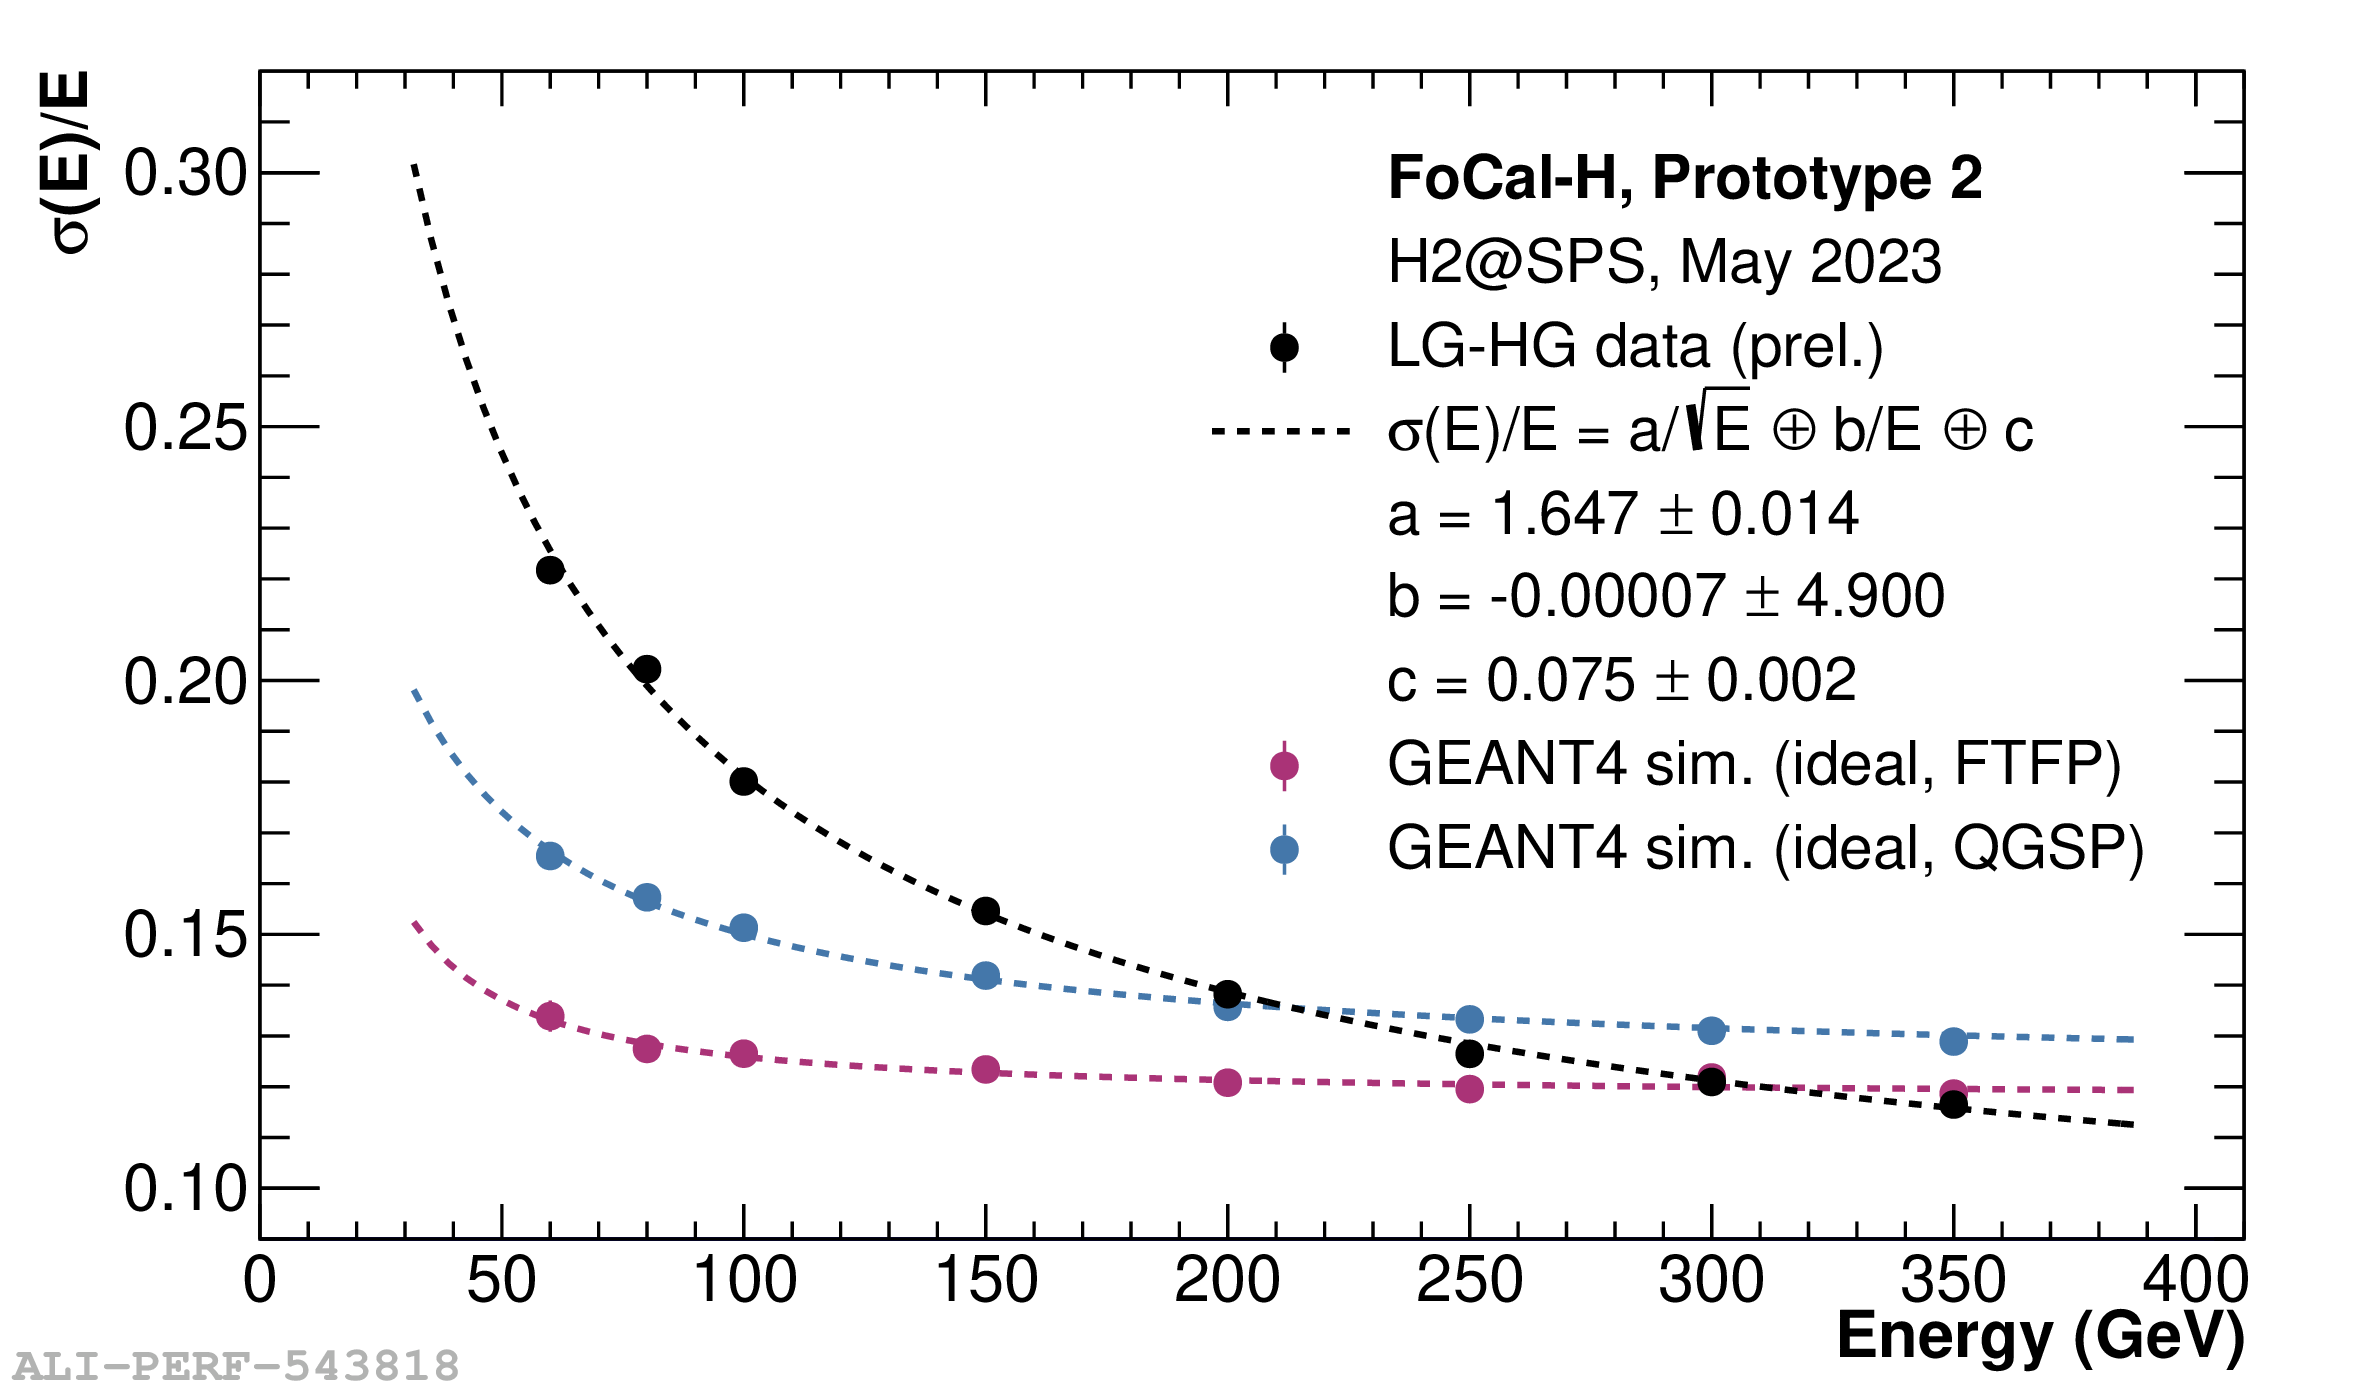 σ(E)/E
0.30
0.25
0.20
0.15
0.10
FoCal-H, Prototype 2
H2@SPS, May 2023
LG-HG data (prel.)
σ(E)/E = a/√E ⊕ b/E ⊕ c
a = 1.647 ± 0.014
b = -0.00007 ± 4.900
c = 0.075 ± 0.002
GEANT4 sim. (ideal, FTFP)
GEANT4 sim. (ideal, QGSP)
0 50 100 150 200 250 300 350 400
Energy (GeV)
ALI-PERF-543818